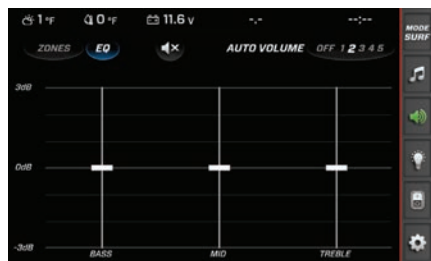 1 °F 0 °F 11.6 V -.- --:-
MODE SURF
ZONES EQ AUTO VOLUME OFF 1 2 3 4 5
3dB
0dB
-3dB
BASS MID TREBLE